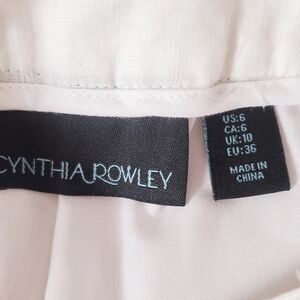 CYNTHIA ROWLEY
US:6
CA:6
UK:10
EU:36
MADE IN
CHINA